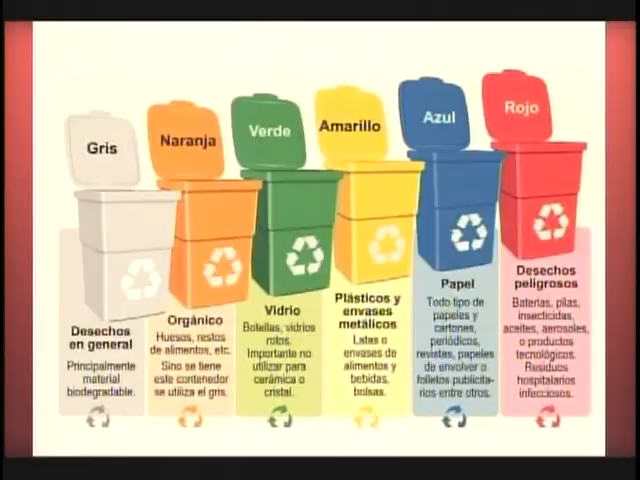 Gris
Naranja
Verde
Amarillo
Azul
Rojo
Desechos
en general
Principalmente
material
biodegradable.
Orgánico
Huesos, restos
de alimentos, etc.
Sino se tiene
este contenedor
se utiliza el gris.
Vidrio
Botellas, vidrios
rotos.
Importante no
utilizar para
cerámica o
cristal.
Plásticos y
envases
metálicos
Latas o
envases de
alimentos y
bebidas,
bolsas.
Papel
Todo tipo de
papeles y
cartones,
periódicos,
revistas, papeles
de envolver o
folletos publicita-
rios entre otros.
Desechos
peligrosos
Baterías, pilas,
insecticidas,
aceites, aerosoles,
o productos
tecnológicos.
Residuos
hospitalarios
infecciosos.